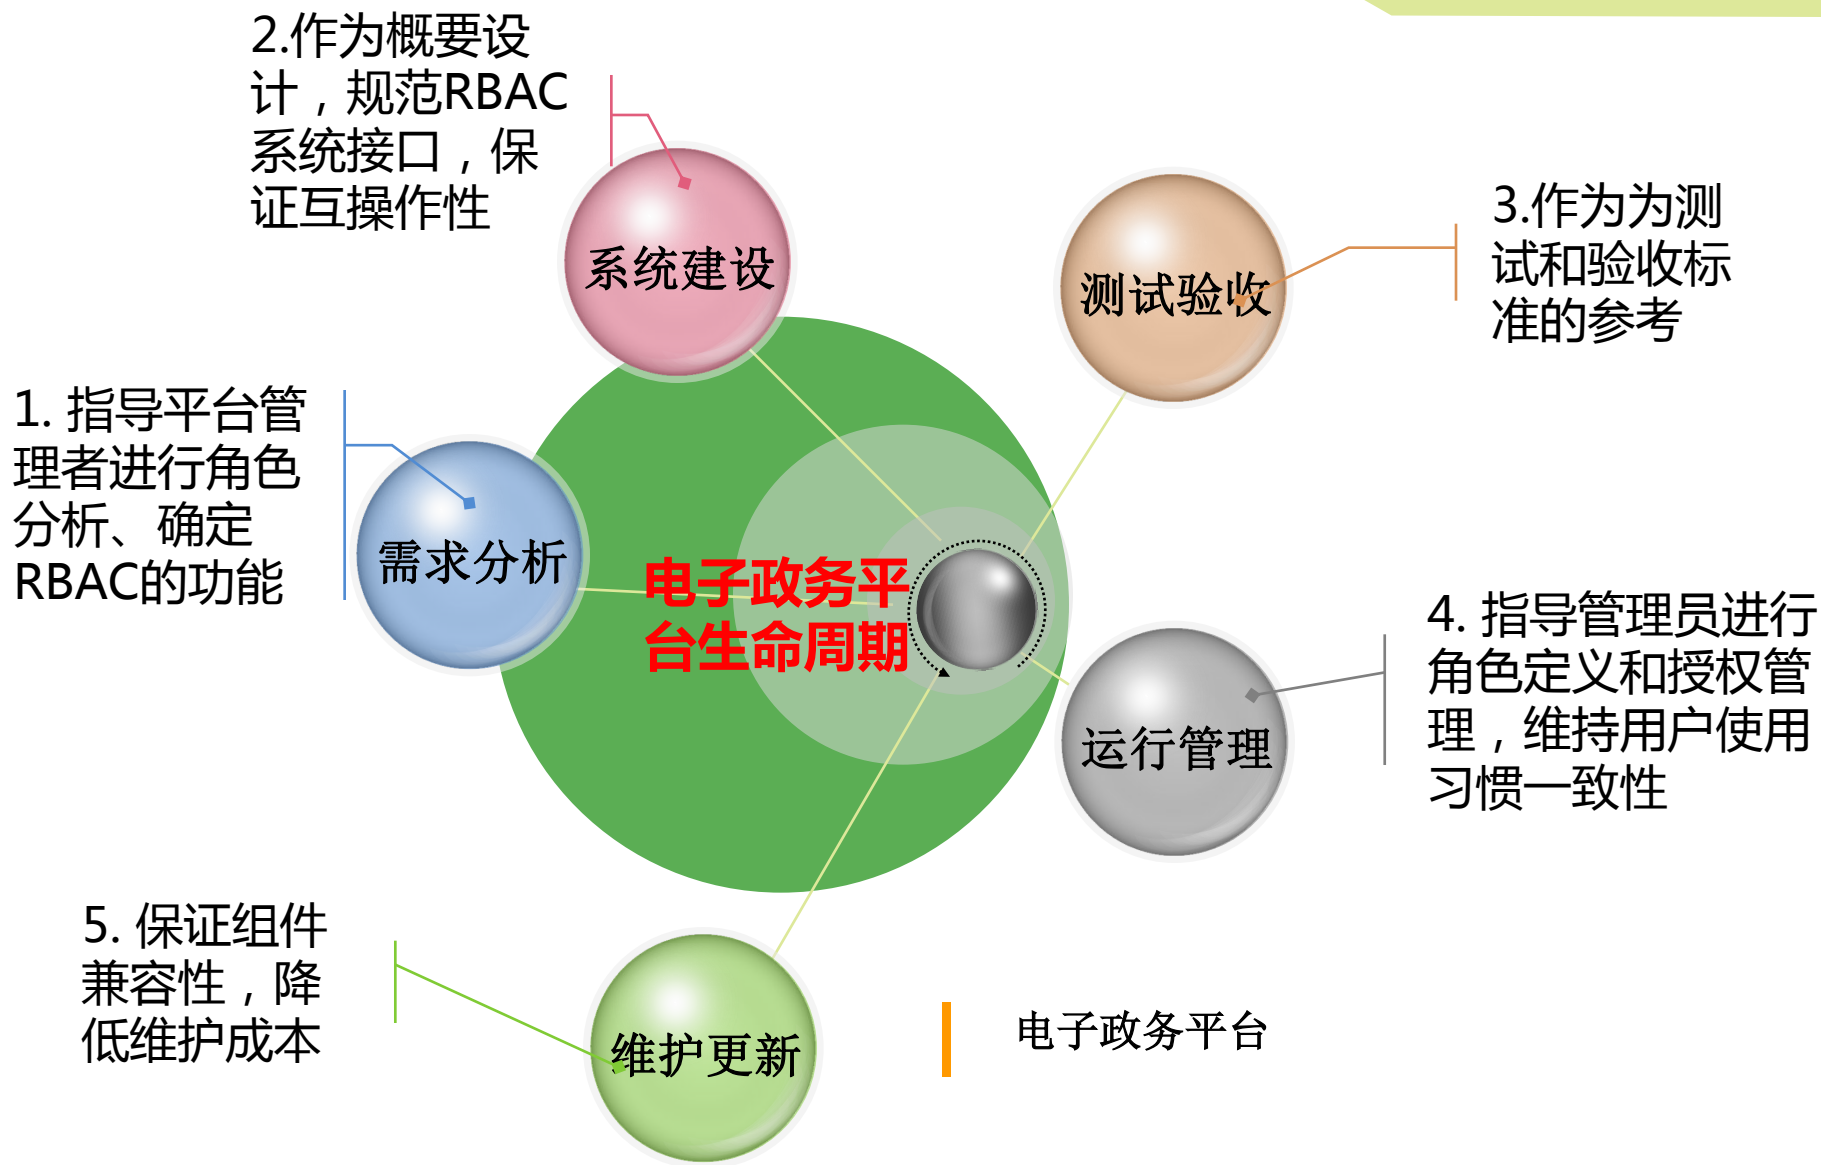 2.作为概要设
计，规范RBAC
系统接口，保
证互操作性
系统建设
3.作为为测
试和验收标
准的参考
测试验收
1. 指导平台管
理者进行角色
分析、确定
RBAC的功能
需求分析
电子政务平
台生命周期
4. 指导管理员进行
角色定义和授权管
理，维持用户使用
习惯一致性
运行管理
5. 保证组件
兼容性，降
低维护成本
维护更新
电子政务平台